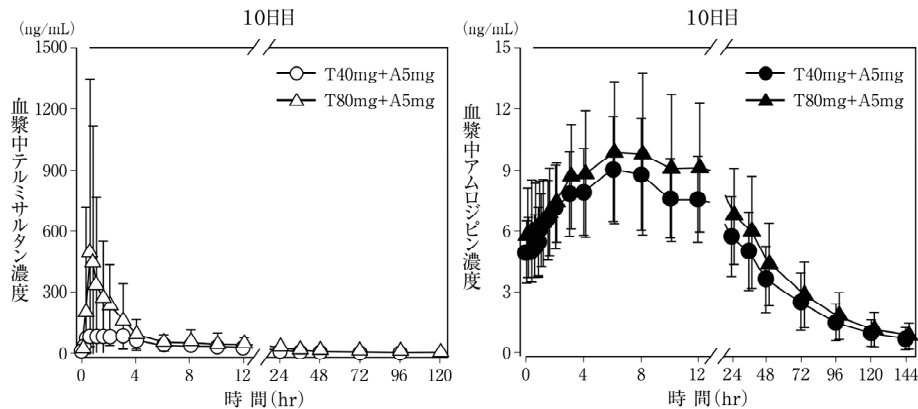 10日目
(ng/mL)
1500
1200
900
600
300
0
血漿中テルミサルタン濃度
T40mg+A5mg
T80mg+A5mg
0 4 8 12 24 48 72 96 120
時 間(hr)
10日目
(ng/mL)
15
12
9
6
3
0
血漿中アムロジピン濃度
T40mg+A5mg
T80mg+A5mg
0 4 8 12 24 48 72 96 120 144
時 間(hr)